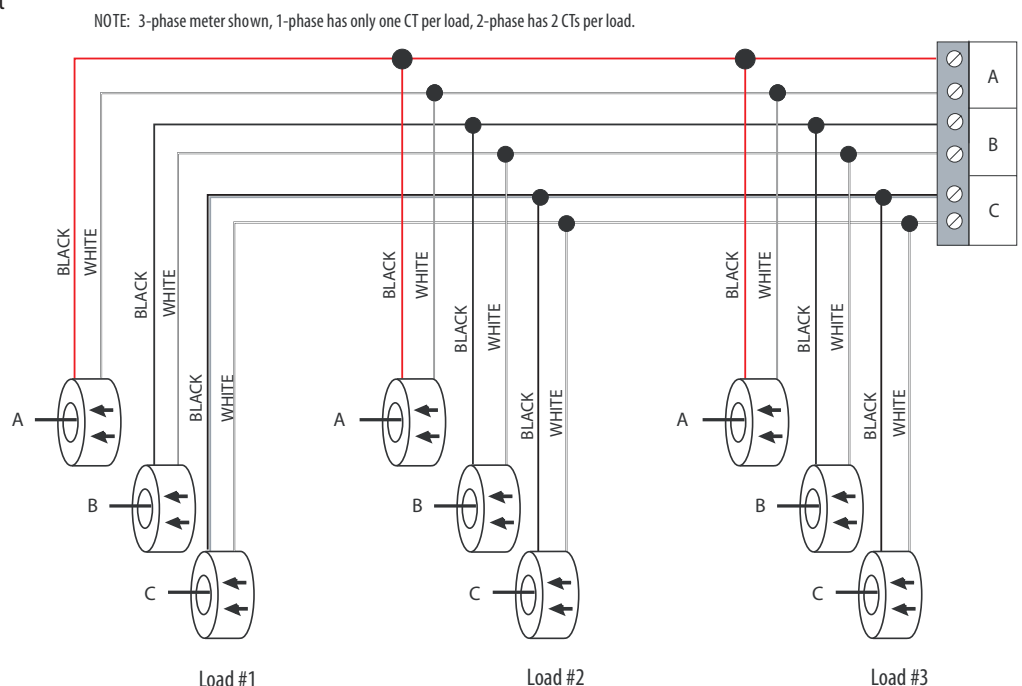 NOTE: 3-phase meter shown, 1-phase has only one CT per load, 2-phase has 2 CTs per load.
A
B
C
BLACK
WHITE
BLACK
WHITE
BLACK
WHITE
A
B
C
Load #1
BLACK
WHITE
BLACK
WHITE
BLACK
WHITE
A
B
C
Load #2
BLACK
WHITE
BLACK
WHITE
BLACK
WHITE
A
B
C
Load #3